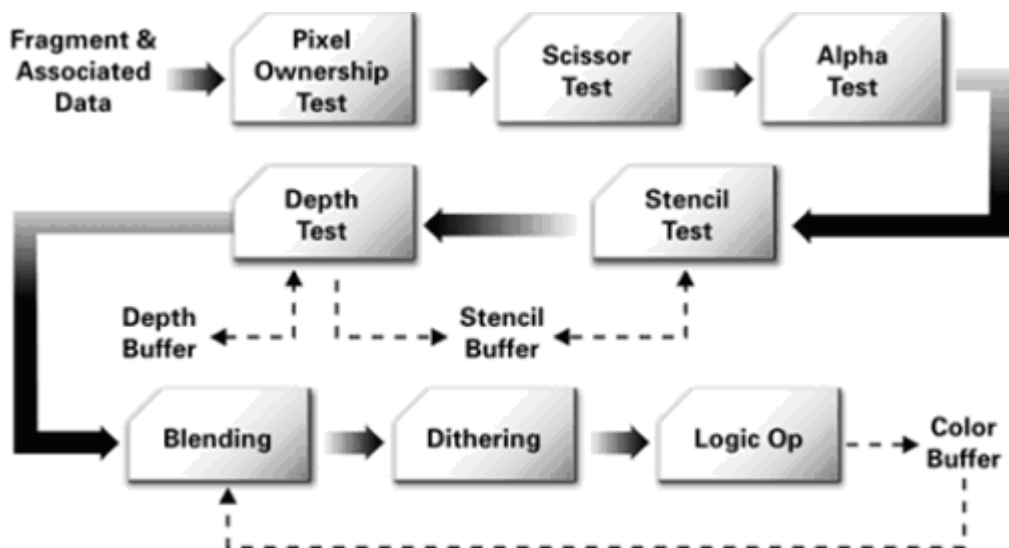 Fragment &
Associated
Data
Pixel
Ownership
Test
Scissor
Test
Alpha
Test
Depth
Test
Stencil
Test
Depth
Buffer
Stencil
Buffer
Blending
Dithering
Logic Op
Color
Buffer